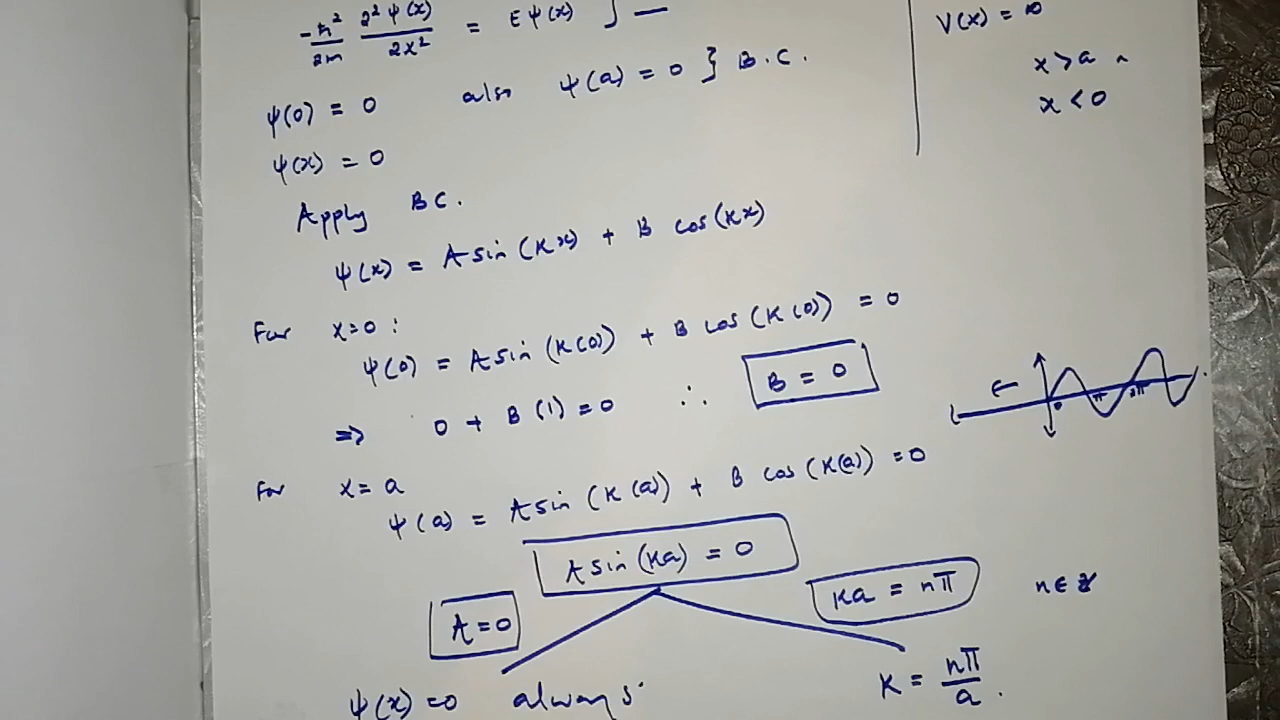 -ħ²/2m ∂²ψ(x)/∂x² = Eψ(x) } —
V(x) = ∞
x>a
x<0
ψ(0) = 0 also ψ(a) = 0 } B.C.
ψ(x) = 0
Apply BC.
ψ(x) = A sin(kx) + B cos(kx)
For x=0:
ψ(0) = A sin(k(0)) + B cos(k(0)) = 0
⇒ 0 + B(1) = 0 ∴ B = 0
0 π 2π
For x = a
ψ(a) = A sin(k(a)) + B cos(k(a)) = 0
A sin(ka) = 0
A=0
ka = nπ n∈Z
ψ(x)=0 always
k = nπ/a.